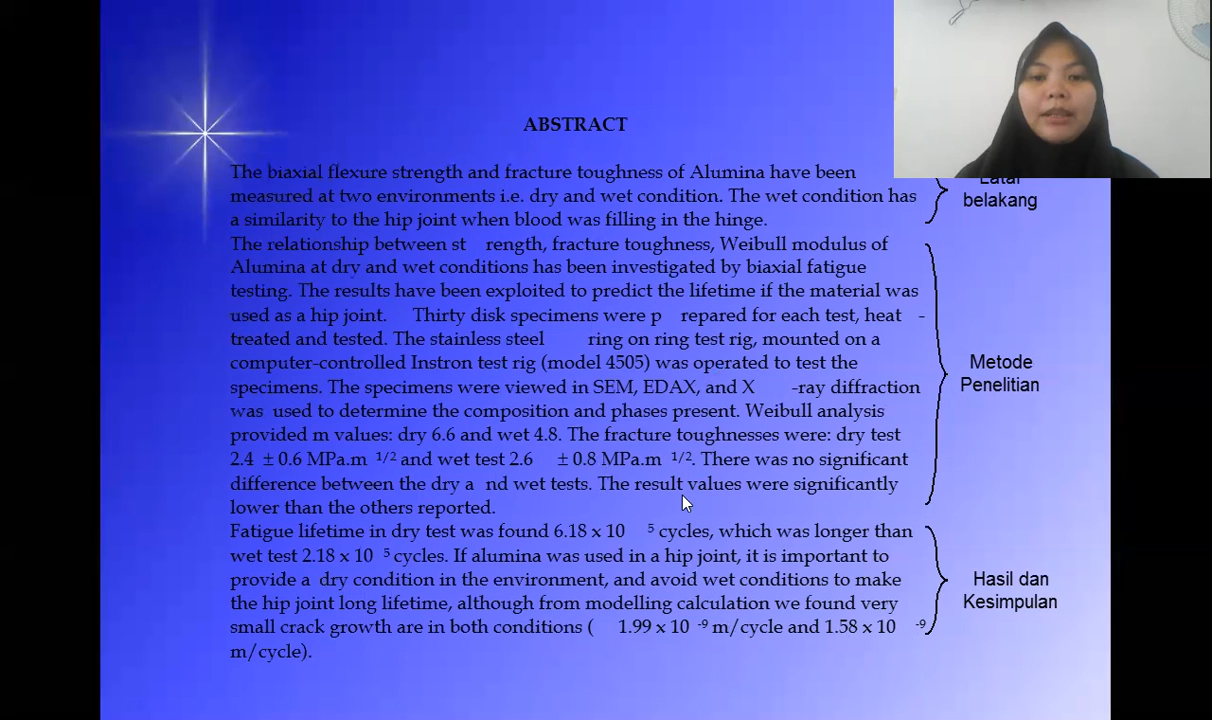 ABSTRACT
The biaxial flexure strength and fracture toughness of Alumina have been
measured at two environments i.e. dry and wet condition. The wet condition has
a similarity to the hip joint when blood was filling in the hinge.
The relationship between st rength, fracture toughness, Weibull modulus of
Alumina at dry and wet conditions has been investigated by biaxial fatigue
testing. The results have been exploited to predict the lifetime if the material was
used as a hip joint. Thirty disk specimens were p repared for each test, heat -
treated and tested. The stainless steel ring on ring test rig, mounted on a
computer-controlled Instron test rig (model 4505) was operated to test the
specimens. The specimens were viewed in SEM, EDAX, and X -ray diffraction
was used to determine the composition and phases present. Weibull analysis
provided m values: dry 6.6 and wet 4.8. The fracture toughnesses were: dry test
2.4 ± 0.6 MPa.m 1/2 and wet test 2.6 ± 0.8 MPa.m 1/2. There was no significant
difference between the dry a nd wet tests. The result values were significantly
lower than the others reported.
Fatigue lifetime in dry test was found 6.18 x 10 5 cycles, which was longer than
wet test 2.18 x 10 5 cycles. If alumina was used in a hip joint, it is important to
provide a dry condition in the environment, and avoid wet conditions to make
the hip joint long lifetime, although from modelling calculation we found very
small crack growth are in both conditions ( 1.99 x 10 -9 m/cycle and 1.58 x 10 -9
m/cycle).
Latar
belakang
Metode
Penelitian
Hasil dan
Kesimpulan